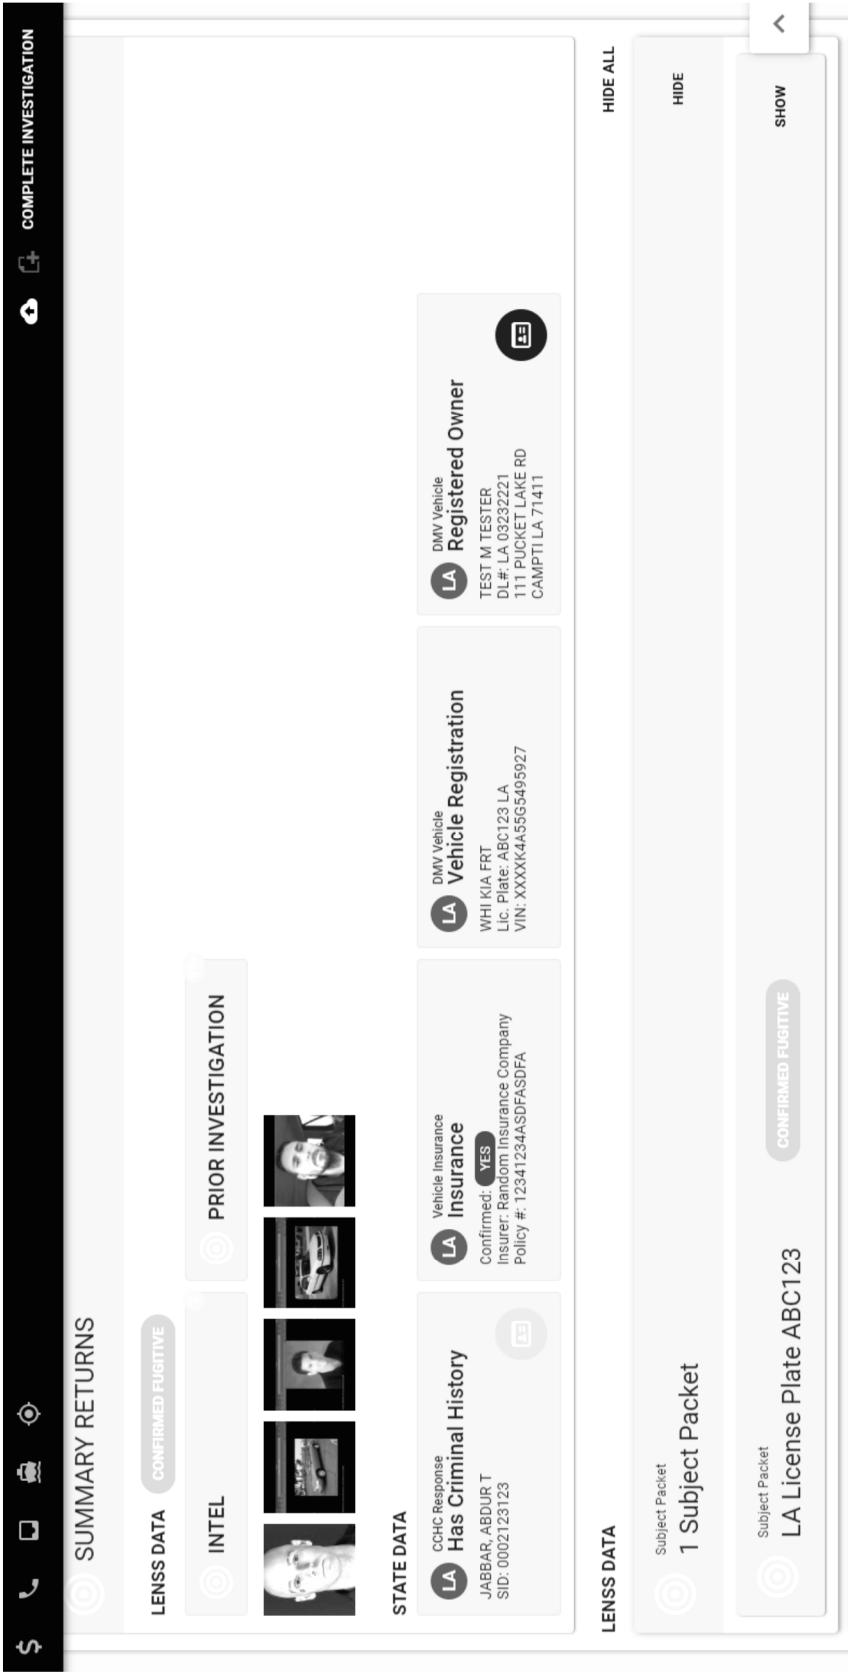 COMPLETE INVESTIGATION
SUMMARY RETURNS
LENSS DATA
CONFIRMED FUGITIVE
INTEL
PRIOR INVESTIGATION
STATE DATA
LA
CCHC Response
Has Criminal History
JABBAR, ABDUR T
SID: 0002123123
LA
Vehicle Insurance
Insurance
Confirmed: YES
Insurer: Random Insurance Company
Policy #: 12341234ASDFASDFA
LA
DMV Vehicle
Vehicle Registration
WHI KIA FRT
Lic. Plate: ABC123 LA
VIN: XXXXK4A55G5495927
LA
DMV Vehicle
Registered Owner
TEST M TESTER
DL#: LA 03232221
111 PUCKET LAKE RD
CAMPTI LA 71411
LENSS DATA
HIDE ALL
Subject Packet
1 Subject Packet
HIDE
Subject Packet
LA License Plate ABC123
CONFIRMED FUGITIVE
SHOW